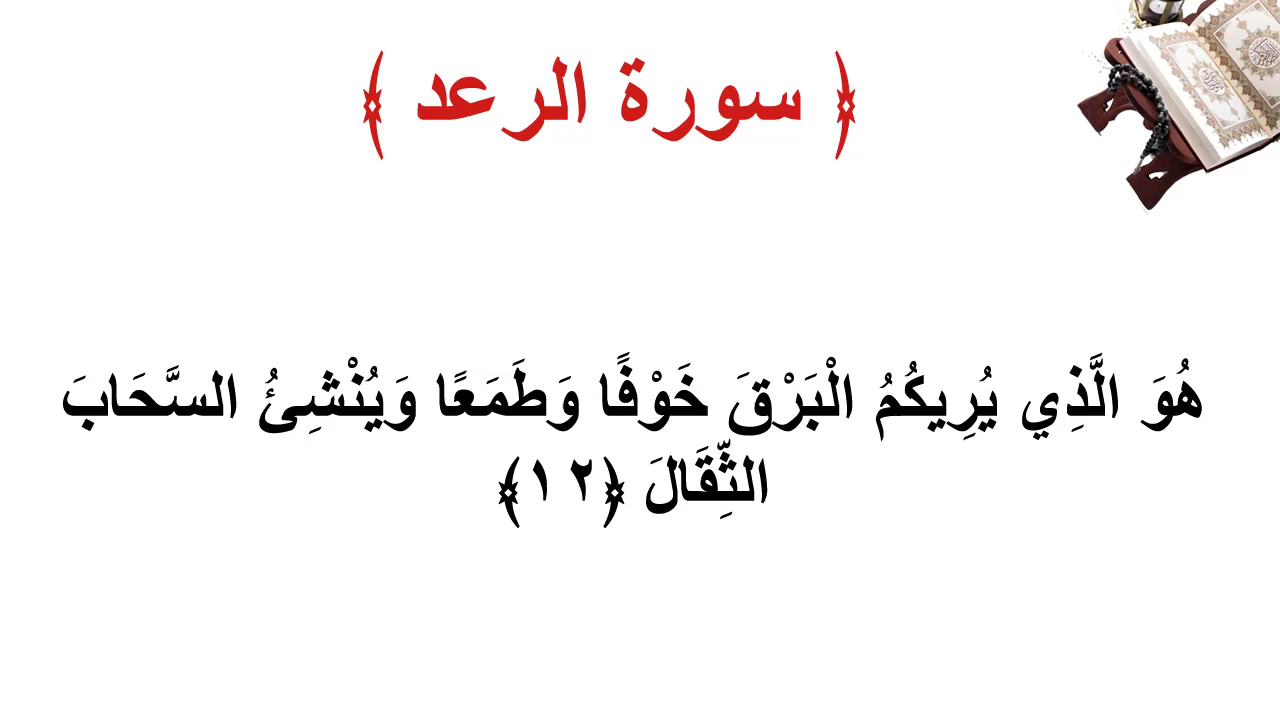 ﴿ سورة الرعد ﴾
هُوَ الَّذِي يُرِيكُمُ الْبَرْقَ خَوْفًا وَطَمَعًا وَيُنْشِئُ السَّحَابَ
الثِّقَالَ ﴿١٢﴾